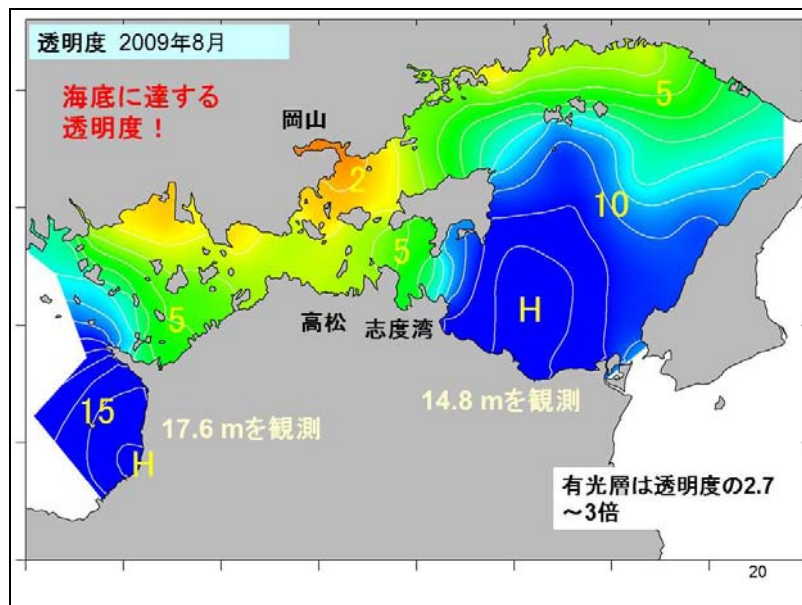 透明度 2009年8月
海底に達する
透明度！
岡山
2
5
10
5
H
高松
志度湾
5
15
17.6 mを観測
14.8 mを観測
H
有光層は透明度の2.7
～3倍
20